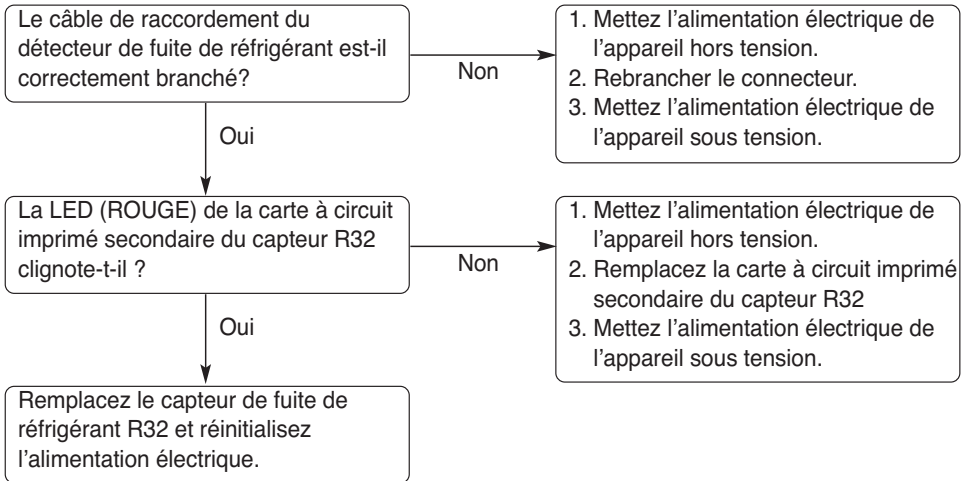 Le câble de raccordement du
détecteur de fuite de réfrigérant est-il
correctement branché?
Non
1. Mettez l'alimentation électrique de
l'appareil hors tension.
2. Rebrancher le connecteur.
3. Mettez l'alimentation électrique de
l'appareil sous tension.
Oui
La LED (ROUGE) de la carte à circuit
imprimé secondaire du capteur R32
clignote-t-il ?
Non
1. Mettez l'alimentation électrique de
l'appareil hors tension.
2. Remplacez la carte à circuit imprimé
secondaire du capteur R32
3. Mettez l'alimentation électrique de
l'appareil sous tension.
Oui
Remplacez le capteur de fuite de
réfrigérant R32 et réinitialisez
l'alimentation électrique.